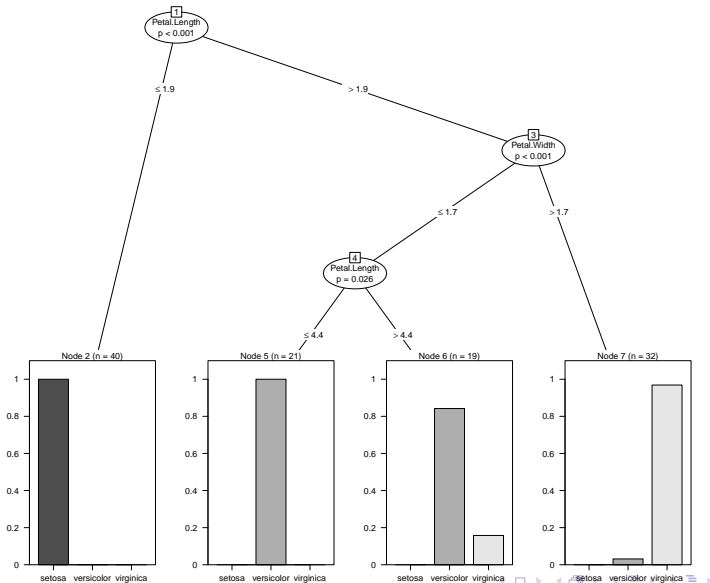 1
Petal.Length
p < 0.001
≤ 1.9
> 1.9
3
Petal.Width
p < 0.001
≤ 1.7
> 1.7
4
Petal.Length
p = 0.026
≤ 4.4
> 4.4
Node 2 (n = 40)
1
0.8
0.6
0.4
0.2
0
setosa versicolor virginica
Node 5 (n = 21)
1
0.8
0.6
0.4
0.2
0
setosa versicolor virginica
Node 6 (n = 19)
1
0.8
0.6
0.4
0.2
0
setosa versicolor virginica
Node 7 (n = 32)
1
0.8
0.6
0.4
0.2
0
setosa versicolor virginica